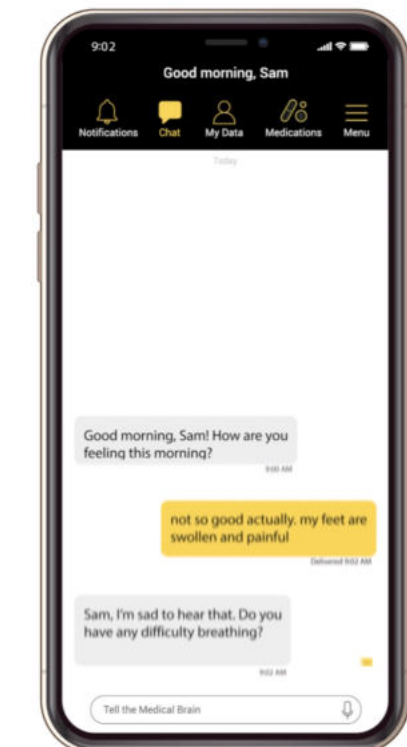 9:02
Good morning, Sam
Notifications Chat My Data Medications Menu
Today
Good morning, Sam! How are you
feeling this morning?
9:00 AM
not so good actually. my feet are
swollen and painful
Delivered 9:02 AM
Sam, I'm sad to hear that. Do you
have any difficulty breathing?
9:02 AM
Tell the Medical Brain